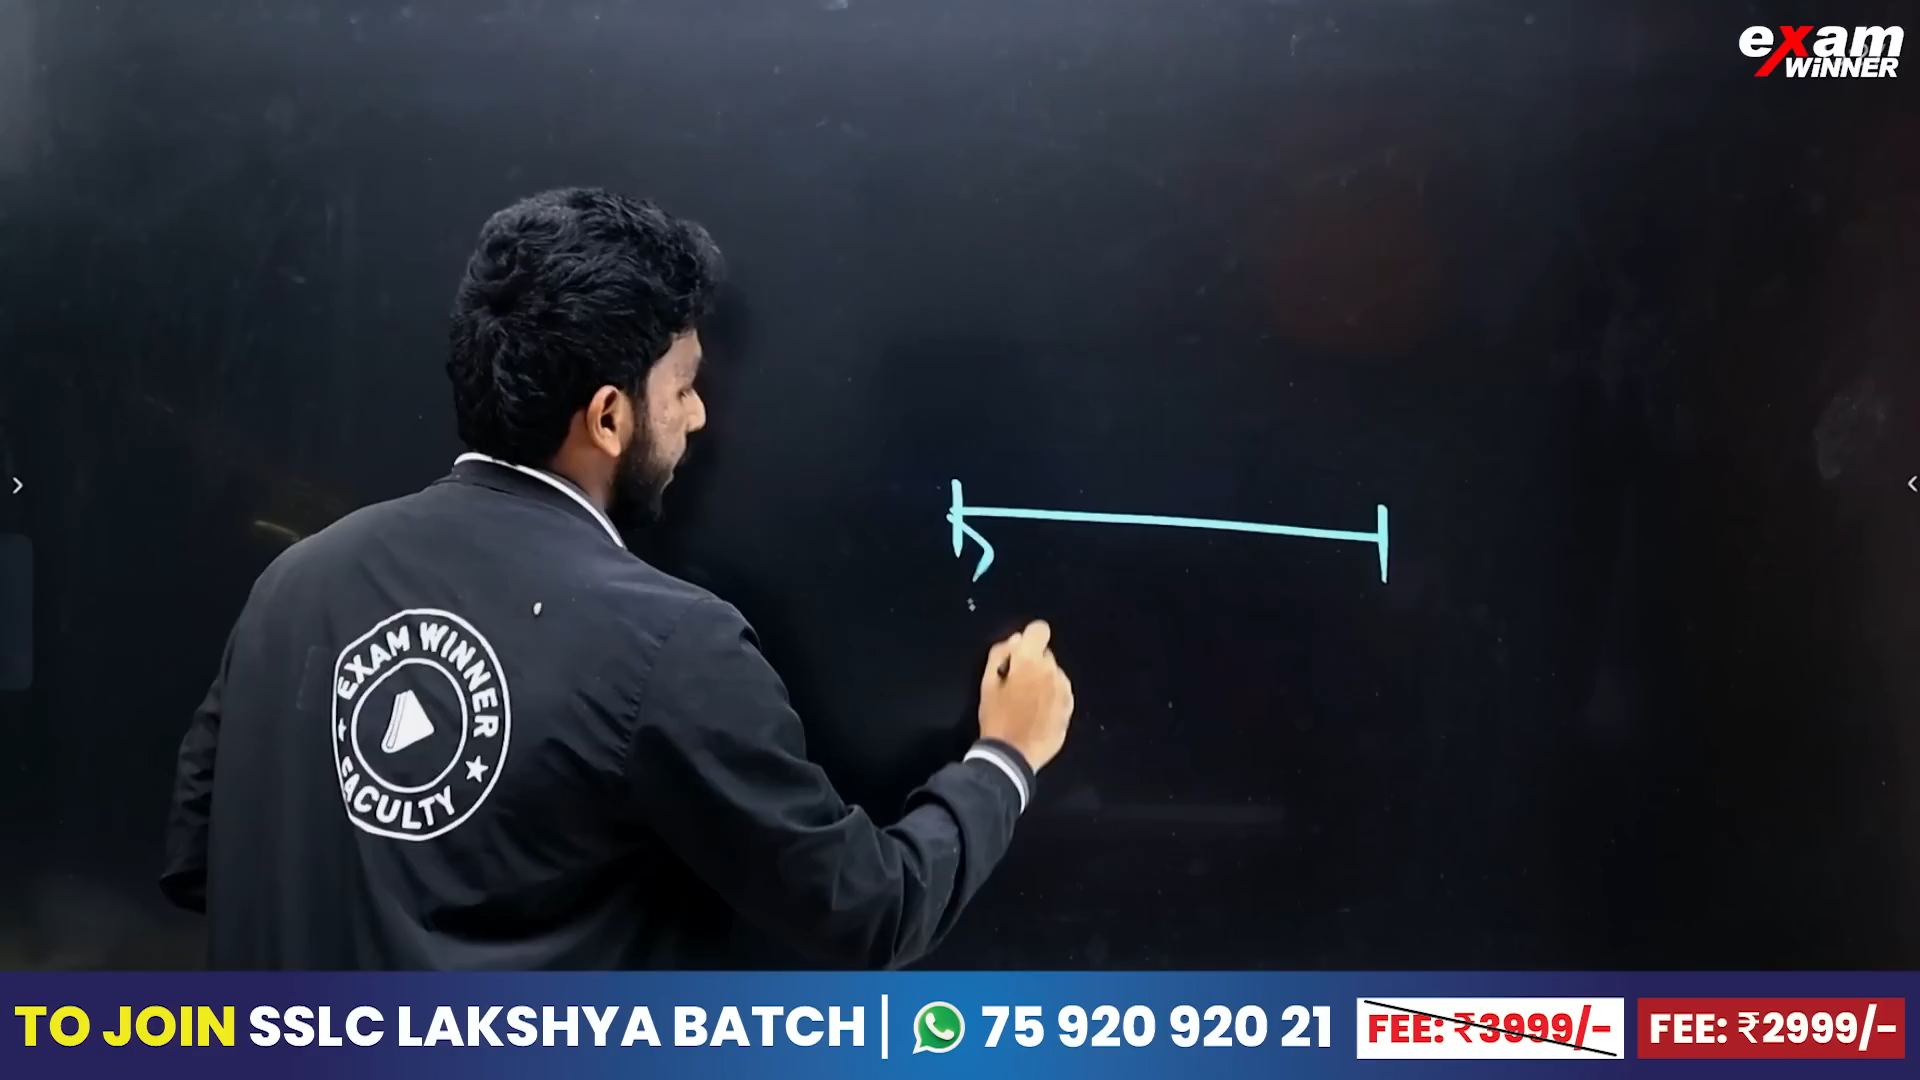 exam
WiNNER
EXAM WINNER
FACULTY
TO JOIN SSLC LAKSHYA BATCH | 75 920 920 21 FEE: ₹3999/- FEE: ₹2999/-